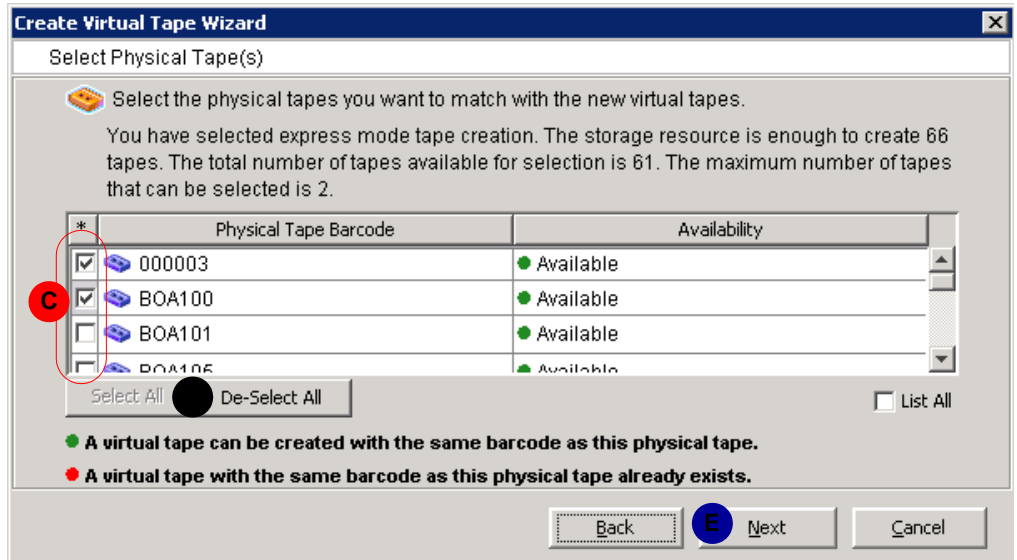 Create Virtual Tape Wizard
Select Physical Tape(s)
Select the physical tapes you want to match with the new virtual tapes.
You have selected express mode tape creation. The storage resource is enough to create 66
tapes. The total number of tapes available for selection is 61. The maximum number of tapes
that can be selected is 2.
* Physical Tape Barcode Availability
000003 Available
C BOA100 Available
BOA101 Available
Available
Select All De-Select All List All
A virtual tape can be created with the same barcode as this physical tape.
A virtual tape with the same barcode as this physical tape already exists.
Back E Next Cancel